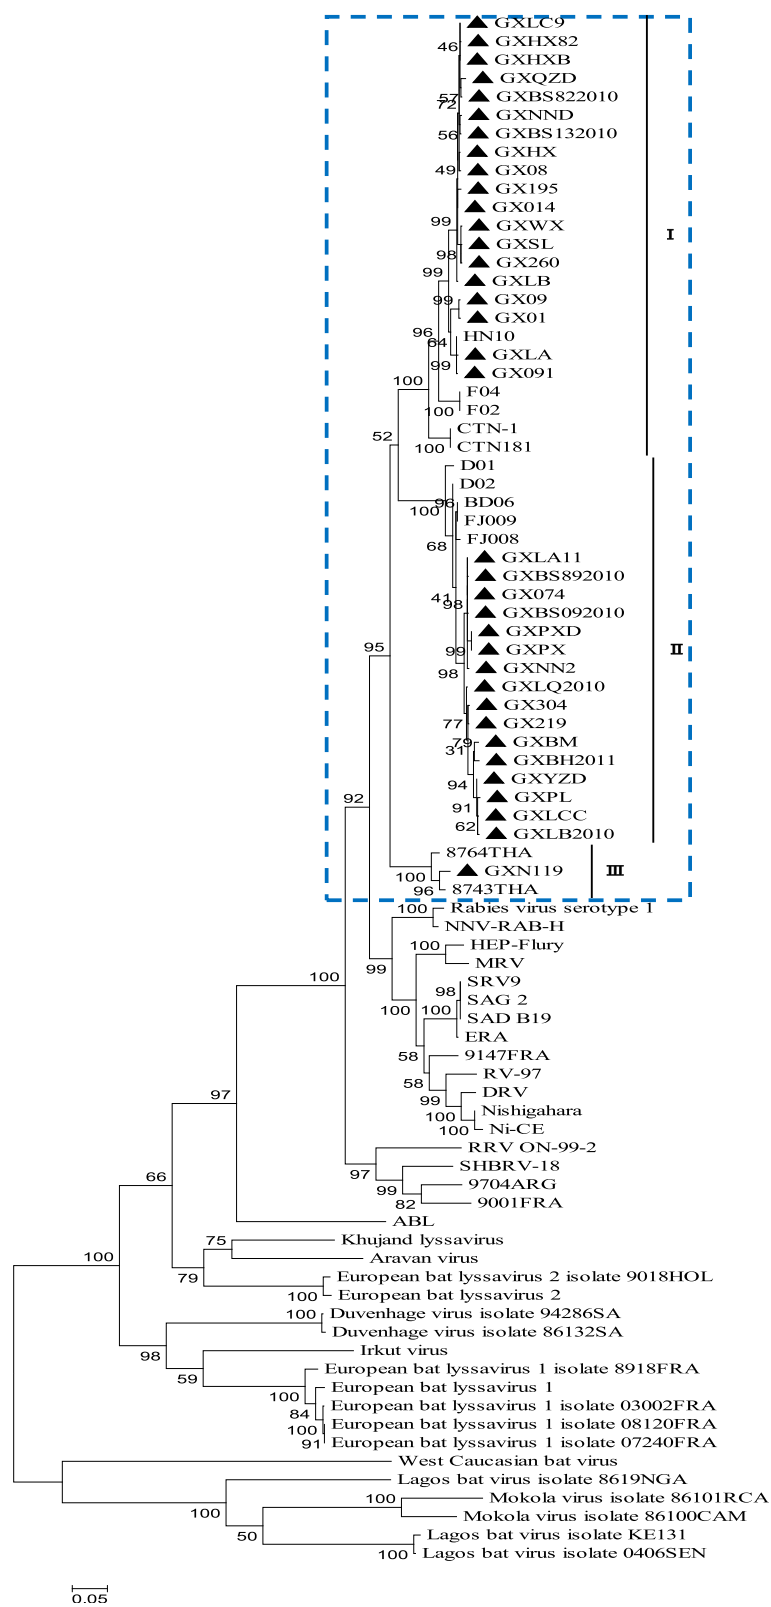 GXLC9
46
GXHX82
GXHXB
GXQZD
57
GXBS822010
72
GXNND
56
GXBS132010
GXHX
49
GX08
GX195
GX014
99
GXWX
I
GXSL
98
GX260
99
GXLB
99
GX09
GX01
96
HN10
64
GXLA
99
GX091
100
F04
100
F02
CTN-1
52
100
CTN181
D01
D02
96
BD06
100
FJ009
68
FJ008
GXLA11
GXBS892010
41
GX074
98
GXBS092010
GXPXD
95
99
GXPX
II
98
GXNN2
GXLQ2010
GX304
77
GX219
79
GXBM
31
GXBH2011
94
GXYZD
92
GXPL
91
GXLCC
62
GXLB2010
8764THA
100
GXN119
III
96
8743THA
100
Rabies virus serotype 1
NNV-RAB-H
100
HEP-Flury
99
MRV
100
SRV9
98
SAG 2
100
100
SAD B19
ERA
58
9147FRA
58
RV-97
97
99
DRV
100
Nishigahara
100
Ni-CE
RRV ON-99-2
97
SHBRV-18
66
99
9704ARG
82
9001FRA
ABL
75
Khujand lyssavirus
100
Aravan virus
79
European bat lyssavirus 2 isolate 9018HOL
100
European bat lyssavirus 2
100
Duvenhage virus isolate 94286SA
Duvenhage virus isolate 86132SA
98
Irkut virus
59
European bat lyssavirus 1 isolate 8918FRA
100
European bat lyssavirus 1
84
European bat lyssavirus 1 isolate 03002FRA
100
European bat lyssavirus 1 isolate 08120FRA
91
European bat lyssavirus 1 isolate 07240FRA
West Caucasian bat virus
Lagos bat virus isolate 8619NGA
100
100
Mokola virus isolate 86101RCA
Mokola virus isolate 86100CAM
50
Lagos bat virus isolate KE131
100
Lagos bat virus isolate 0406SEN
0.05